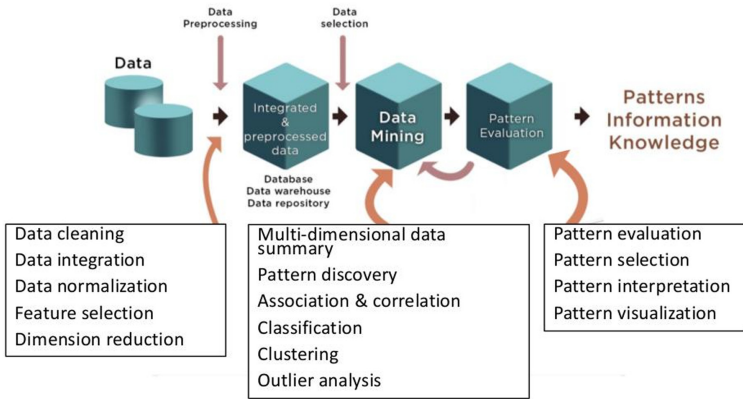 Data
Preprocessing
Data
selection
Data
Integrated
&
preprocessed
data
Data
Mining
Pattern
Evaluation
Patterns
Information
Knowledge
Database
Data warehouse
Data repository
Data cleaning
Data integration
Data normalization
Feature selection
Dimension reduction
Multi-dimensional data
summary
Pattern discovery
Association & correlation
Classification
Clustering
Outlier analysis
Pattern evaluation
Pattern selection
Pattern interpretation
Pattern visualization